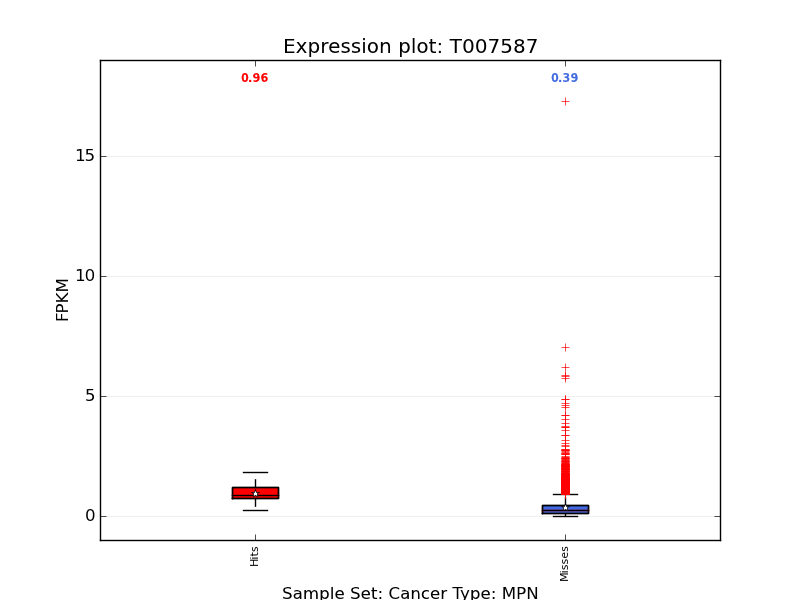 Expression plot: T007587
0.96
0.39
15
10
5
0
FPKM
Hits
Misses
Sample Set: Cancer Type: MPN